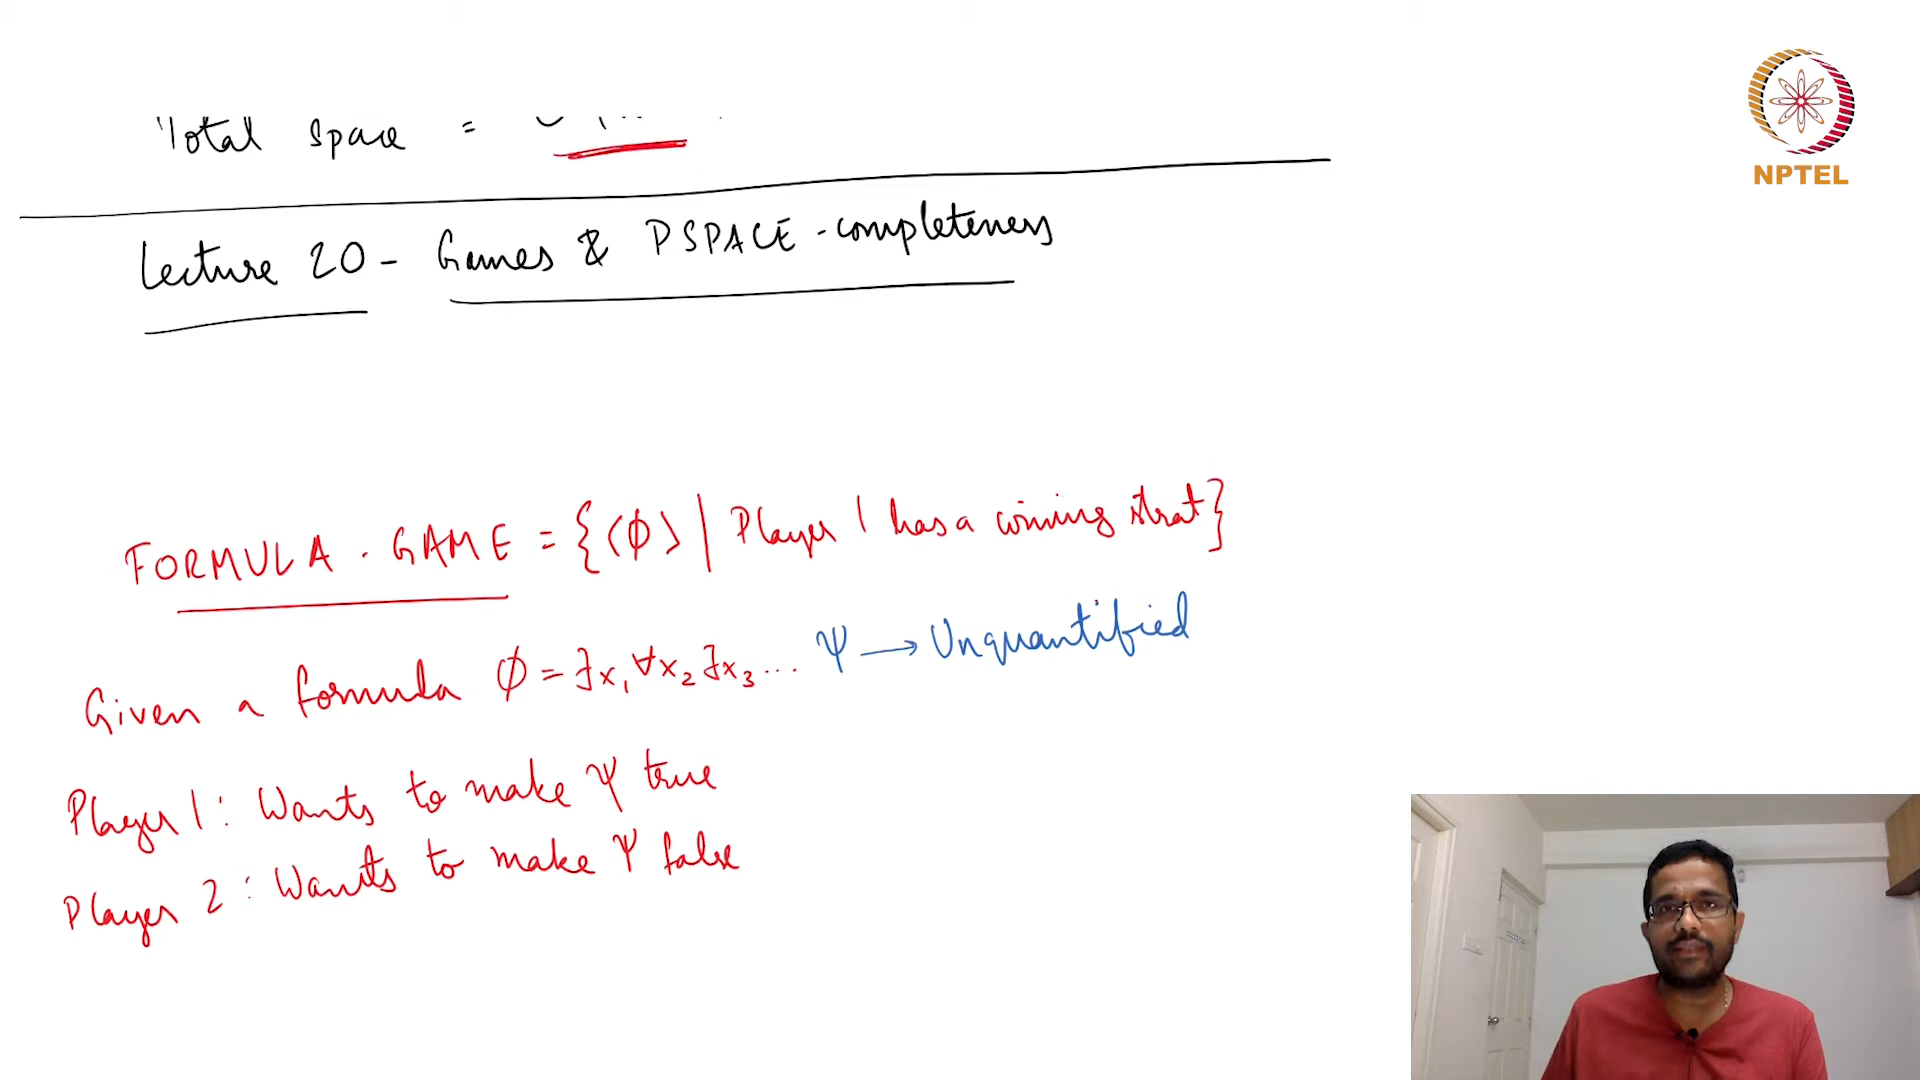 Total space =
NPTEL
Lecture 20 - Games & PSPACE-completeness
FORMULA-GAME = {⟨ϕ⟩ | Player 1 has a winning strat}
Given a formula ϕ = ∃x₁ ∀x₂ ∃x₃ ... Ψ → Unquantified
Player 1: Wants to make Ψ true
Player 2: Wants to make Ψ false